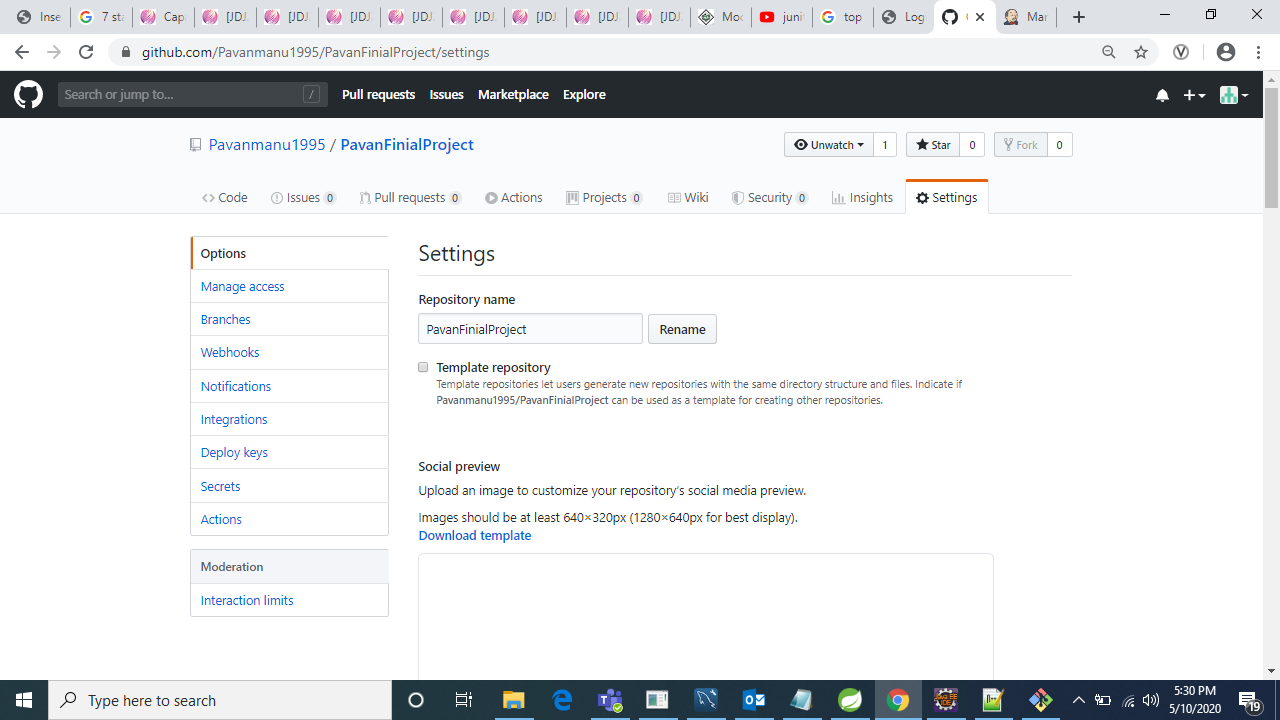 Inse
7 sta
Cap
[JDJ
[JDJ
[JDJ
[JDJ
[JDJ
[JDJ
[JDJ
[JDJ
Moc
junit
top
Log
Mar
github.com/Pavanmanu1995/PavanFinialProject/settings
Search or jump to...
/
Pull requests
Issues
Marketplace
Explore
Pavanmanu1995 / PavanFinialProject
Unwatch
1
Star
0
Fork
0
Code
Issues 0
Pull requests 0
Actions
Projects 0
Wiki
Security 0
Insights
Settings
Options
Manage access
Branches
Webhooks
Notifications
Integrations
Deploy keys
Secrets
Actions
Moderation
Interaction limits
Settings
Repository name
PavanFinialProject
Rename
Template repository
Template repositories let users generate new repositories with the same directory structure and files. Indicate if
Pavanmanu1995/PavanFinialProject can be used as a template for creating other repositories.
Social preview
Upload an image to customize your repository's social media preview.
Images should be at least 640×320px (1280×640px for best display).
Download template
Type here to search
5:30 PM
5/10/2020
19